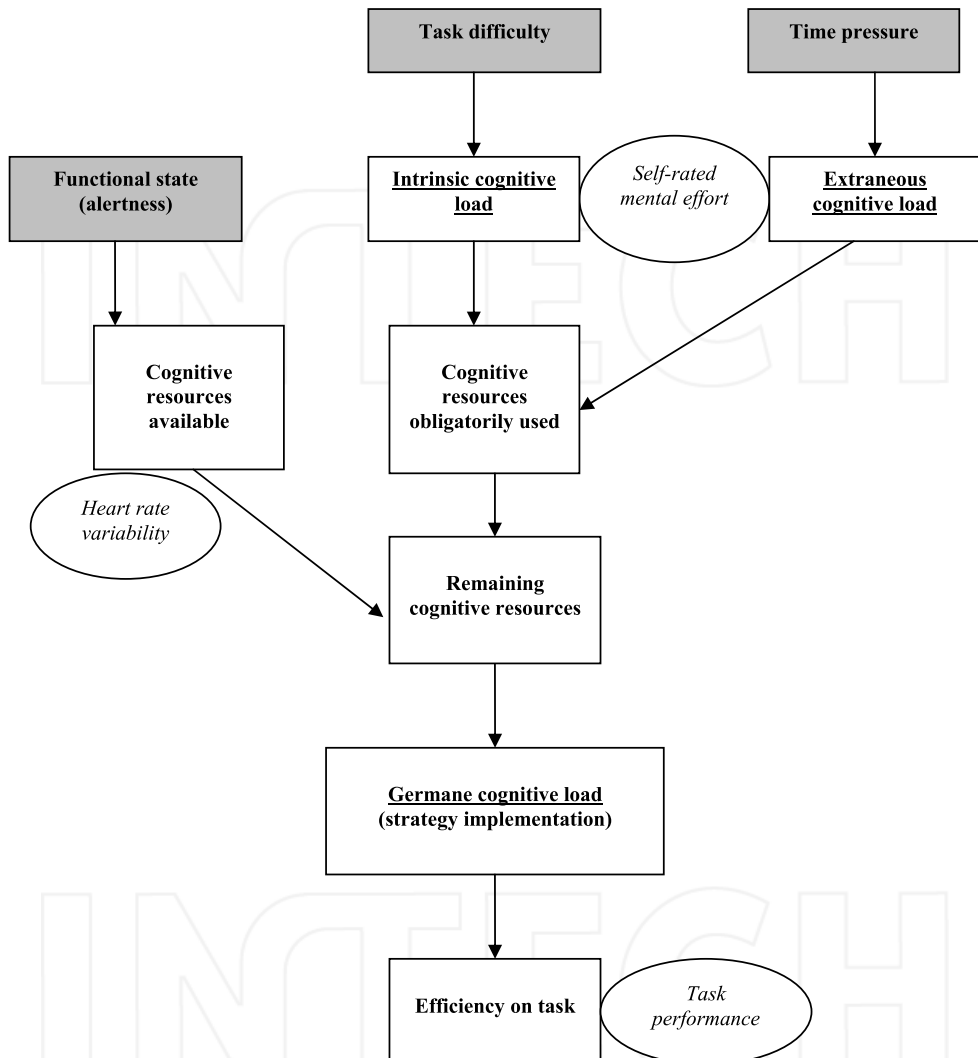 Task difficulty
Time pressure
Functional state
(alertness)
Intrinsic cognitive
load
Self-rated
mental effort
Extraneous
cognitive load
Cognitive
resources
available
Cognitive
resources
obligatorily used
Heart rate
variability
Remaining
cognitive resources
Germane cognitive load
(strategy implementation)
Efficiency on task
Task
performance
INTECH
INTECH